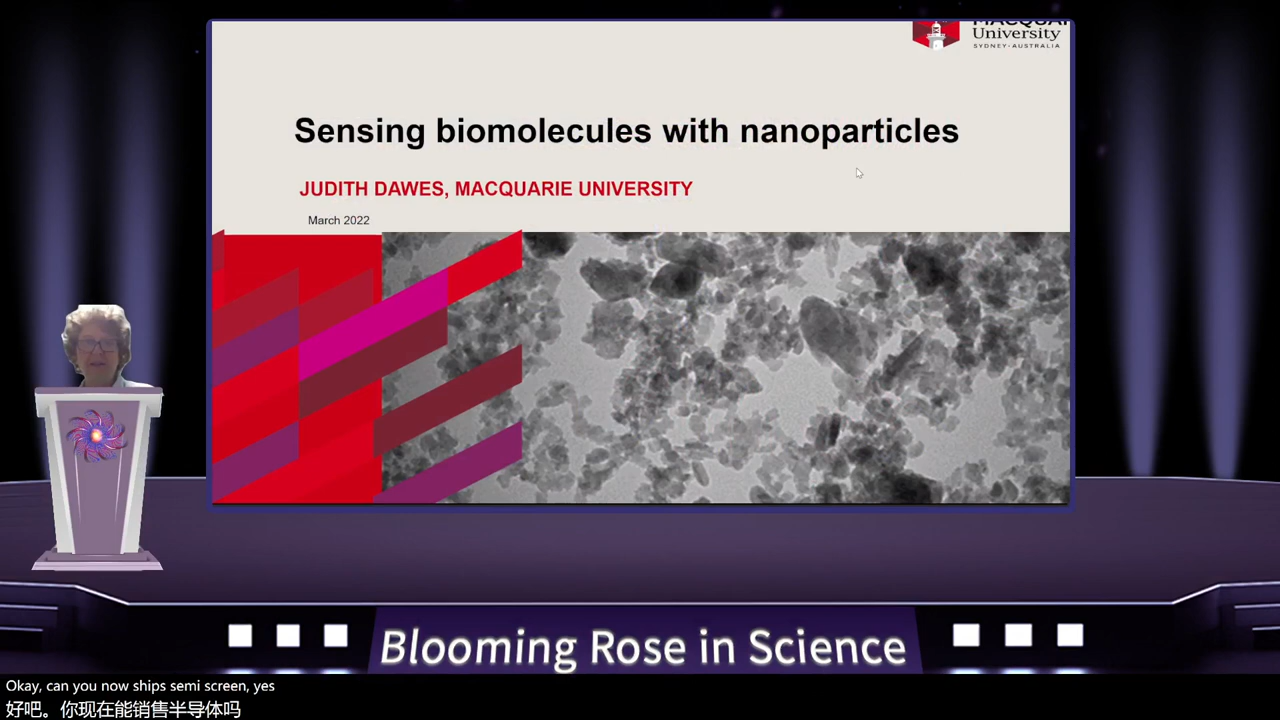 University
SYDNEY·AUSTRALIA
Sensing biomolecules with nanoparticles
JUDITH DAWES, MACQUARIE UNIVERSITY
March 2022
Blooming Rose in Science
Okay, can you now ships semi screen, yes
好吧。你现在能销售半导体吗